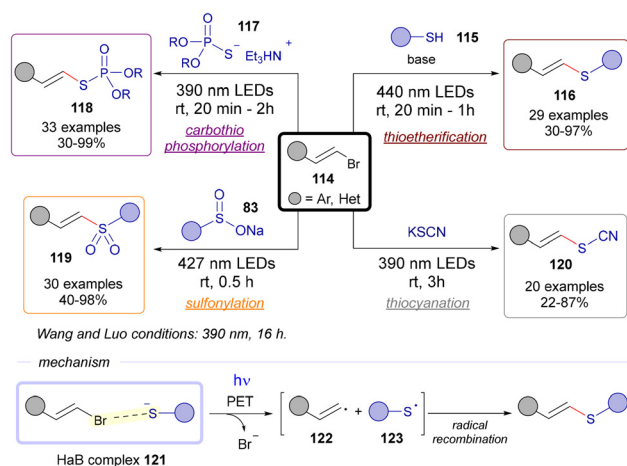 117
RO
P
O
S
−
RO
Et₃HN
+
390 nm LEDs
rt, 20 min - 2h
carbothio
phosphorylation
S
P
O
OR
OR
118
33 examples
30-99%
SH
115
base
440 nm LEDs
rt, 20 min - 1h
thioetherification
S
116
29 examples
30-97%
Br
114
= Ar, Het
O
83
S
ONa
427 nm LEDs
rt, 0.5 h
sulfonylation
S
O O
119
30 examples
40-98%
KSCN
390 nm LEDs
rt, 3h
thiocyanation
S
CN
120
20 examples
22-87%
Wang and Luo conditions: 390 nm, 16 h.
mechanism
Br
S
−
HaB complex 121
hν
PET
Br−
122
+
S
123
radical
recombination
S